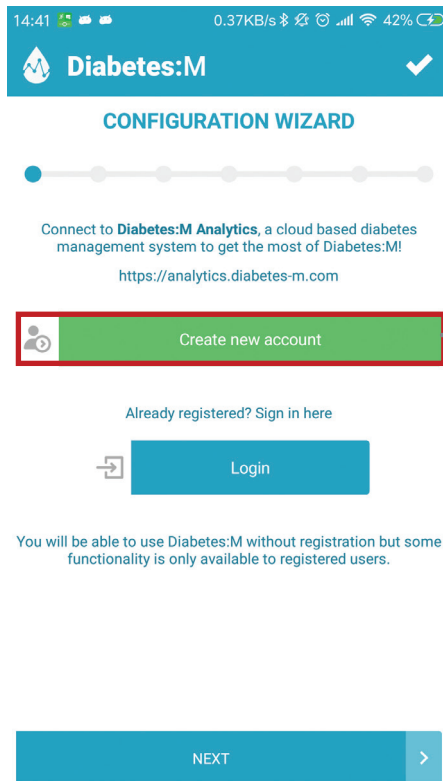 14:41 0.37KB/s 42%
Diabetes:M
CONFIGURATION WIZARD
Connect to Diabetes:M Analytics, a cloud based diabetes
management system to get the most of Diabetes:M!
https://analytics.diabetes-m.com
Create new account
Already registered? Sign in here
Login
You will be able to use Diabetes:M without registration but some
functionality is only available to registered users.
NEXT